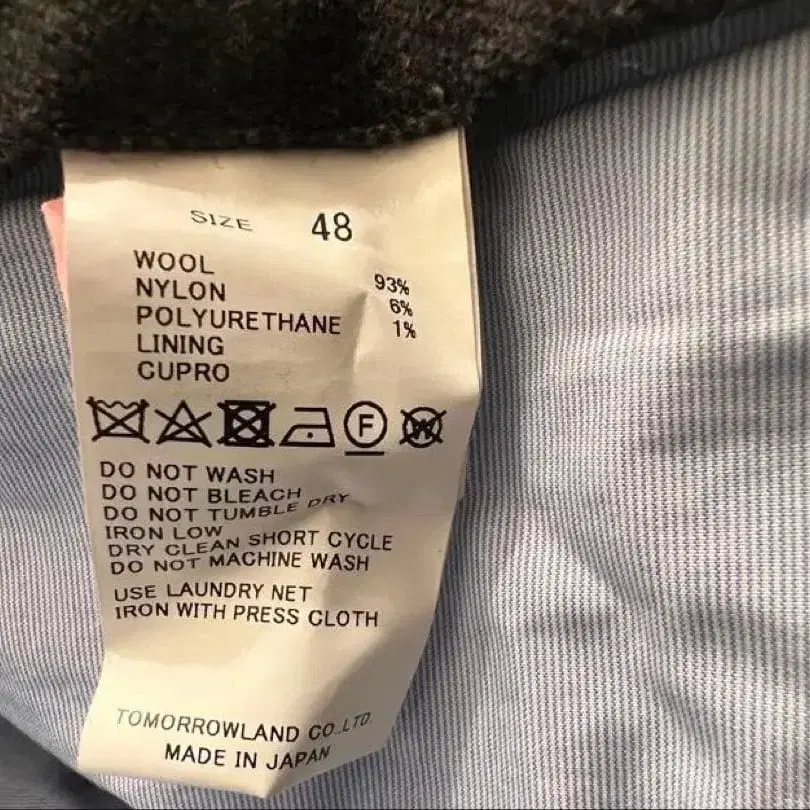 SIZE 48
WOOL 93%
NYLON 6%
POLYURETHANE 1%
LINING
CUPRO
F W
DO NOT WASH
DO NOT BLEACH
DO NOT TUMBLE DRY
IRON LOW
DRY CLEAN SHORT CYCLE
DO NOT MACHINE WASH
USE LAUNDRY NET
IRON WITH PRESS CLOTH
TOMORROWLAND CO.,LTD.
MADE IN JAPAN